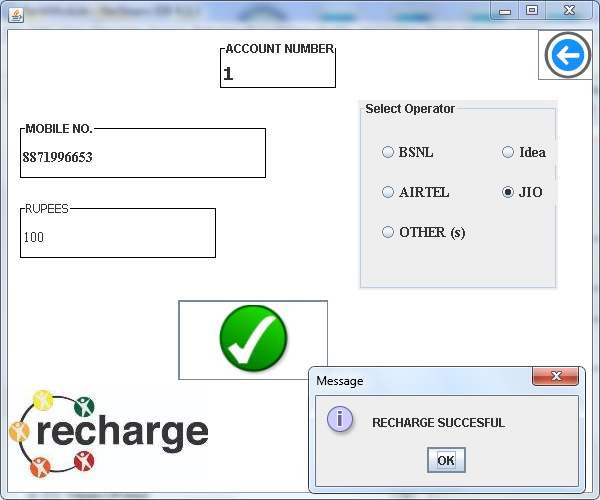 ACCOUNT NUMBER
1
Select Operator
MOBILE NO.
8871996653
BSNL
Idea
AIRTEL
JIO
RUPEES
100
OTHER (s)
recharge
Message
i
RECHARGE SUCCESFUL
OK